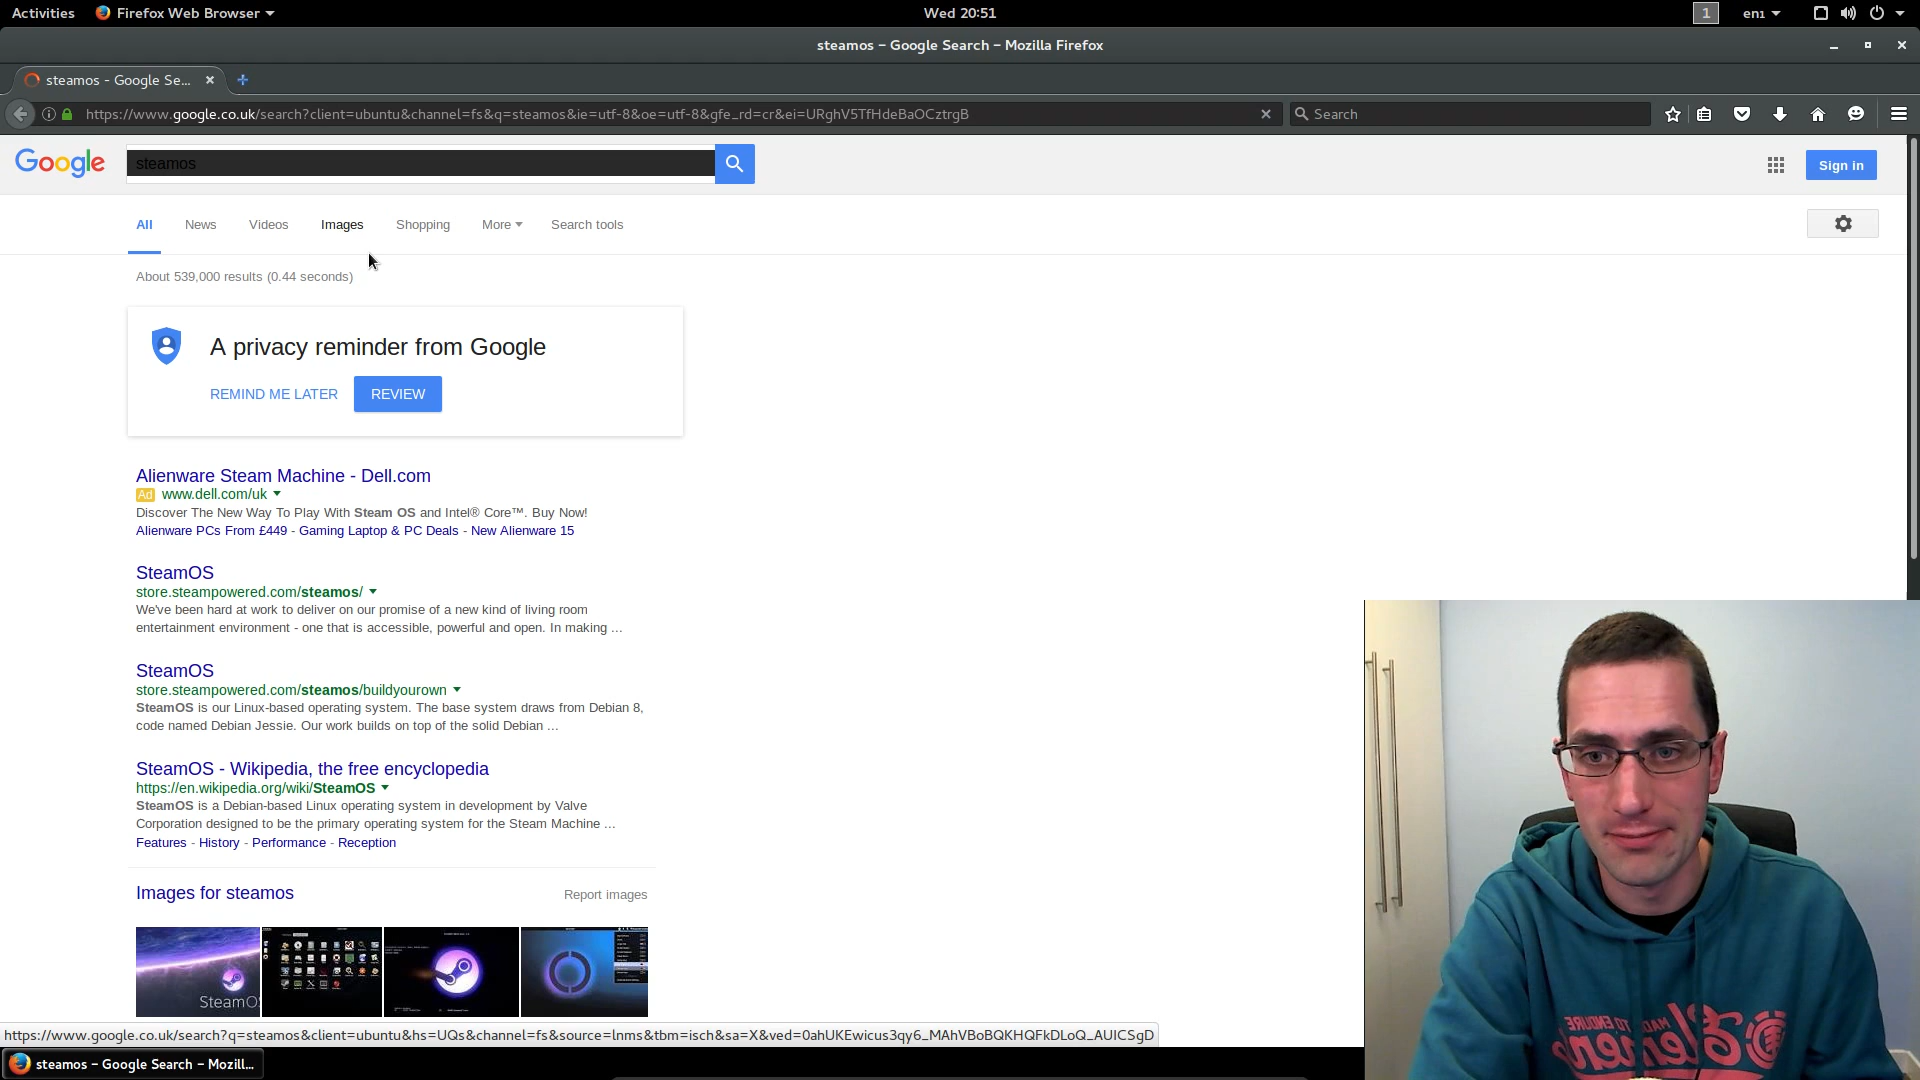 Activities Firefox Web Browser Wed 20:51 1 en1
steamos – Google Search – Mozilla Firefox
steamos - Google Se...
https://www.google.co.uk/search?client=ubuntu&channel=fs&q=steamos&ie=utf-8&oe=utf-8&gfe_rd=cr&ei=URghV5TfHdeBaOCztrgB Search
Google steamos Sign in
All News Videos Images Shopping More Search tools
About 539,000 results (0.44 seconds)
A privacy reminder from Google
REMIND ME LATER REVIEW
Alienware Steam Machine - Dell.com
Ad www.dell.com/uk
Discover The New Way To Play With Steam OS and Intel® Core™. Buy Now!
Alienware PCs From £449 - Gaming Laptop & PC Deals - New Alienware 15
SteamOS
store.steampowered.com/steamos/
We've been hard at work to deliver on our promise of a new kind of living room
entertainment environment - one that is accessible, powerful and open. In making ...
SteamOS
store.steampowered.com/steamos/buildyourown
SteamOS is our Linux-based operating system. The base system draws from Debian 8,
code named Debian Jessie. Our work builds on top of the solid Debian ...
SteamOS - Wikipedia, the free encyclopedia
https://en.wikipedia.org/wiki/SteamOS
SteamOS is a Debian-based Linux operating system in development by Valve
Corporation designed to be the primary operating system for the Steam Machine ...
Features - History - Performance - Reception
Images for steamos Report images
SteamOS
https://www.google.co.uk/search?q=steamos&client=ubuntu&hs=UQs&channel=fs&source=lnms&tbm=isch&sa=X&ved=0ahUKEwicus3qy6_MAhVBoBQKHQFkDLoQ_AUICSgD
steamos – Google Search – Mozill...
MADE TO ENDURE
Element